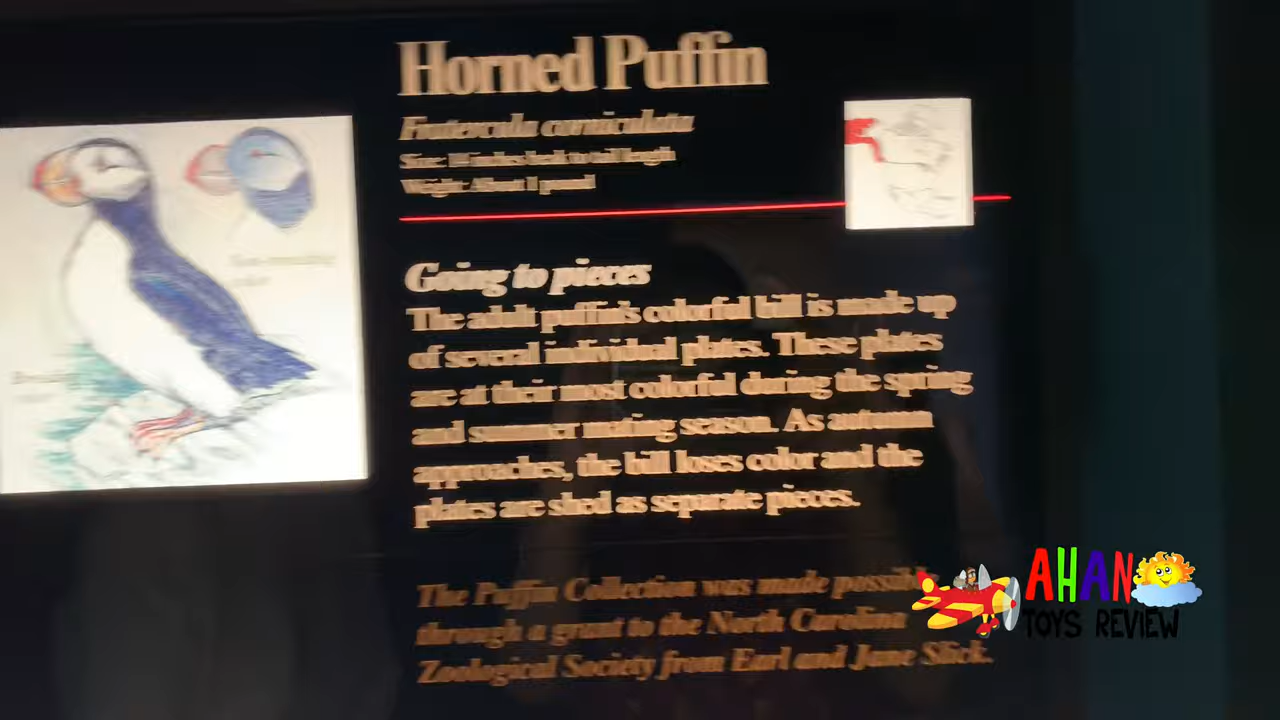 Horned Puffin
Fratercula corniculata
Size: 15 inches beak to tail length
Weight: About 1 pound
Going to pieces
The adult puffin's colorful bill is made up
of several individual plates. These plates
are at their most colorful during the spring
and summer mating season. As autumn
approaches, the bill loses color and the
plates are shed as separate pieces.
The Puffin Collection was made possible
through a grant to the North Carolina
Zoological Society from Earl and Jane Slick.
AHAN
TOYS REVIEW